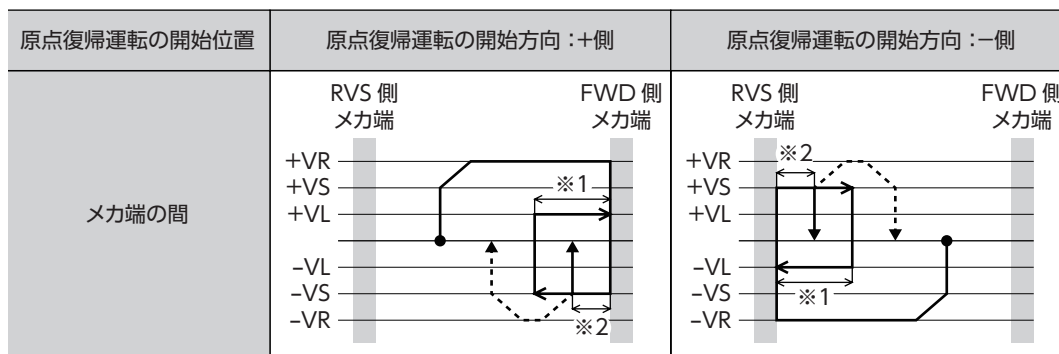 原点復帰運転の開始位置
原点復帰運転の開始方向：+側
原点復帰運転の開始方向：−側
メカ端の間
RVS 側
メカ端
FWD 側
メカ端
+VR
+VS
+VL
−VL
−VS
−VR
※1
※2
RVS 側
メカ端
FWD 側
メカ端
+VR
+VS
+VL
−VL
−VS
−VR
※2
※1